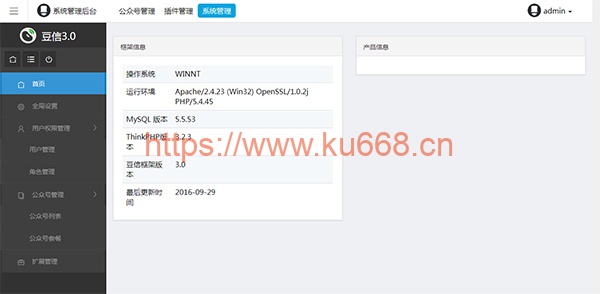 系统管理后台 公众号管理 插件管理 系统管理 admin
豆信3.0
首页
全局设置
用户权限管理
用户管理
角色管理
公众号管理
公众号列表
公众号套餐
扩展管理
框架信息
操作系统 WINNT
运行环境 Apache/2.4.23 (Win32) OpenSSL/1.0.2j
PHP/5.4.45
MySQL 版本 5.5.53
ThinkPHP版 3.2.3
本
豆信框架版 3.0
本
最后更新时 2016-09-29
间
产品信息
https://www.ku668.cn